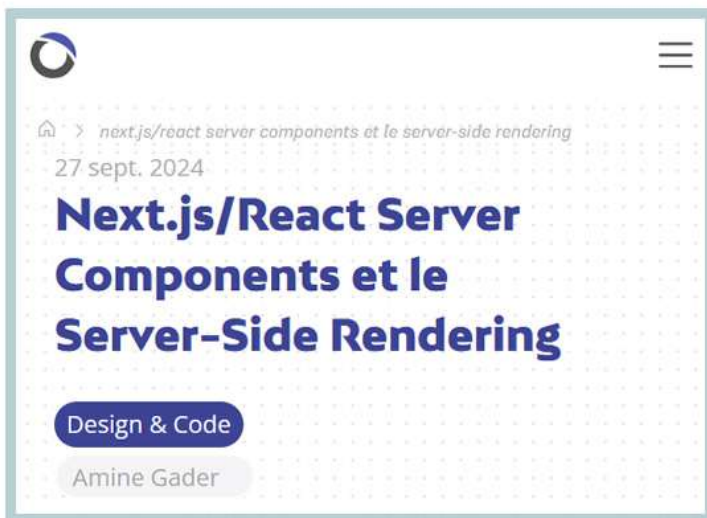 next.js/react server components et le server-side rendering
27 sept. 2024
Next.js/React Server
Components et le
Server-Side Rendering
Design & Code
Amine Gader